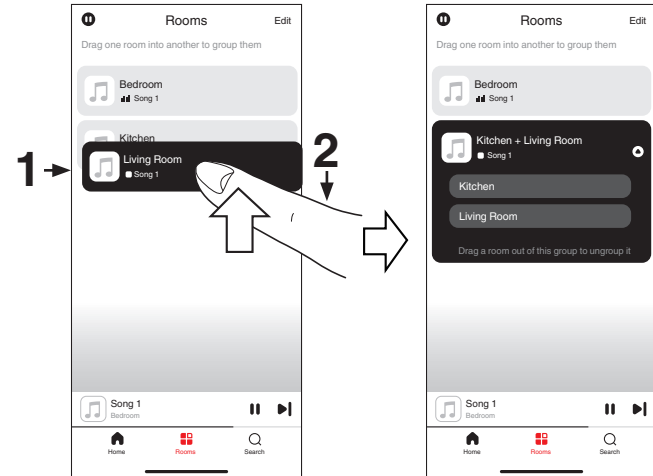 Rooms
Edit
Drag one room into another to group them
Bedroom
Song 1
Kitchen
Living Room
Song 1
1
2
Song 1
Bedroom
Home
Rooms
Search
Rooms
Edit
Drag one room into another to group them
Bedroom
Song 1
Kitchen + Living Room
Song 1
Kitchen
Living Room
Drag a room out of this group to ungroup it
Song 1
Bedroom
Home
Rooms
Search